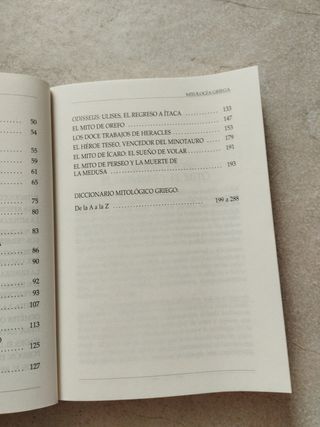 50
54
59
61
65
75
80
83
86
90
92
93
107
113
125
127
MITOLOGÍA GRIEGA
ODISSEUS: ULISES, EL REGRESO A ÍTACA ........ 133
EL MITO DE OREFO ........ 147
LOS DOCE TRABAJOS DE HERACLES ........ 153
EL HÉROE TESEO, VENCEDOR DEL MINOTAURO ........ 179
EL MITO DE ÍCARO: EL SUEÑO DE VOLAR ........ 191
EL MITO DE PERSEO Y LA MUERTE DE
LA MEDUSA ........ 193
DICCIONARIO MITOLÓGICO GRIEGO:
De la A a la Z ........ 199 a 288